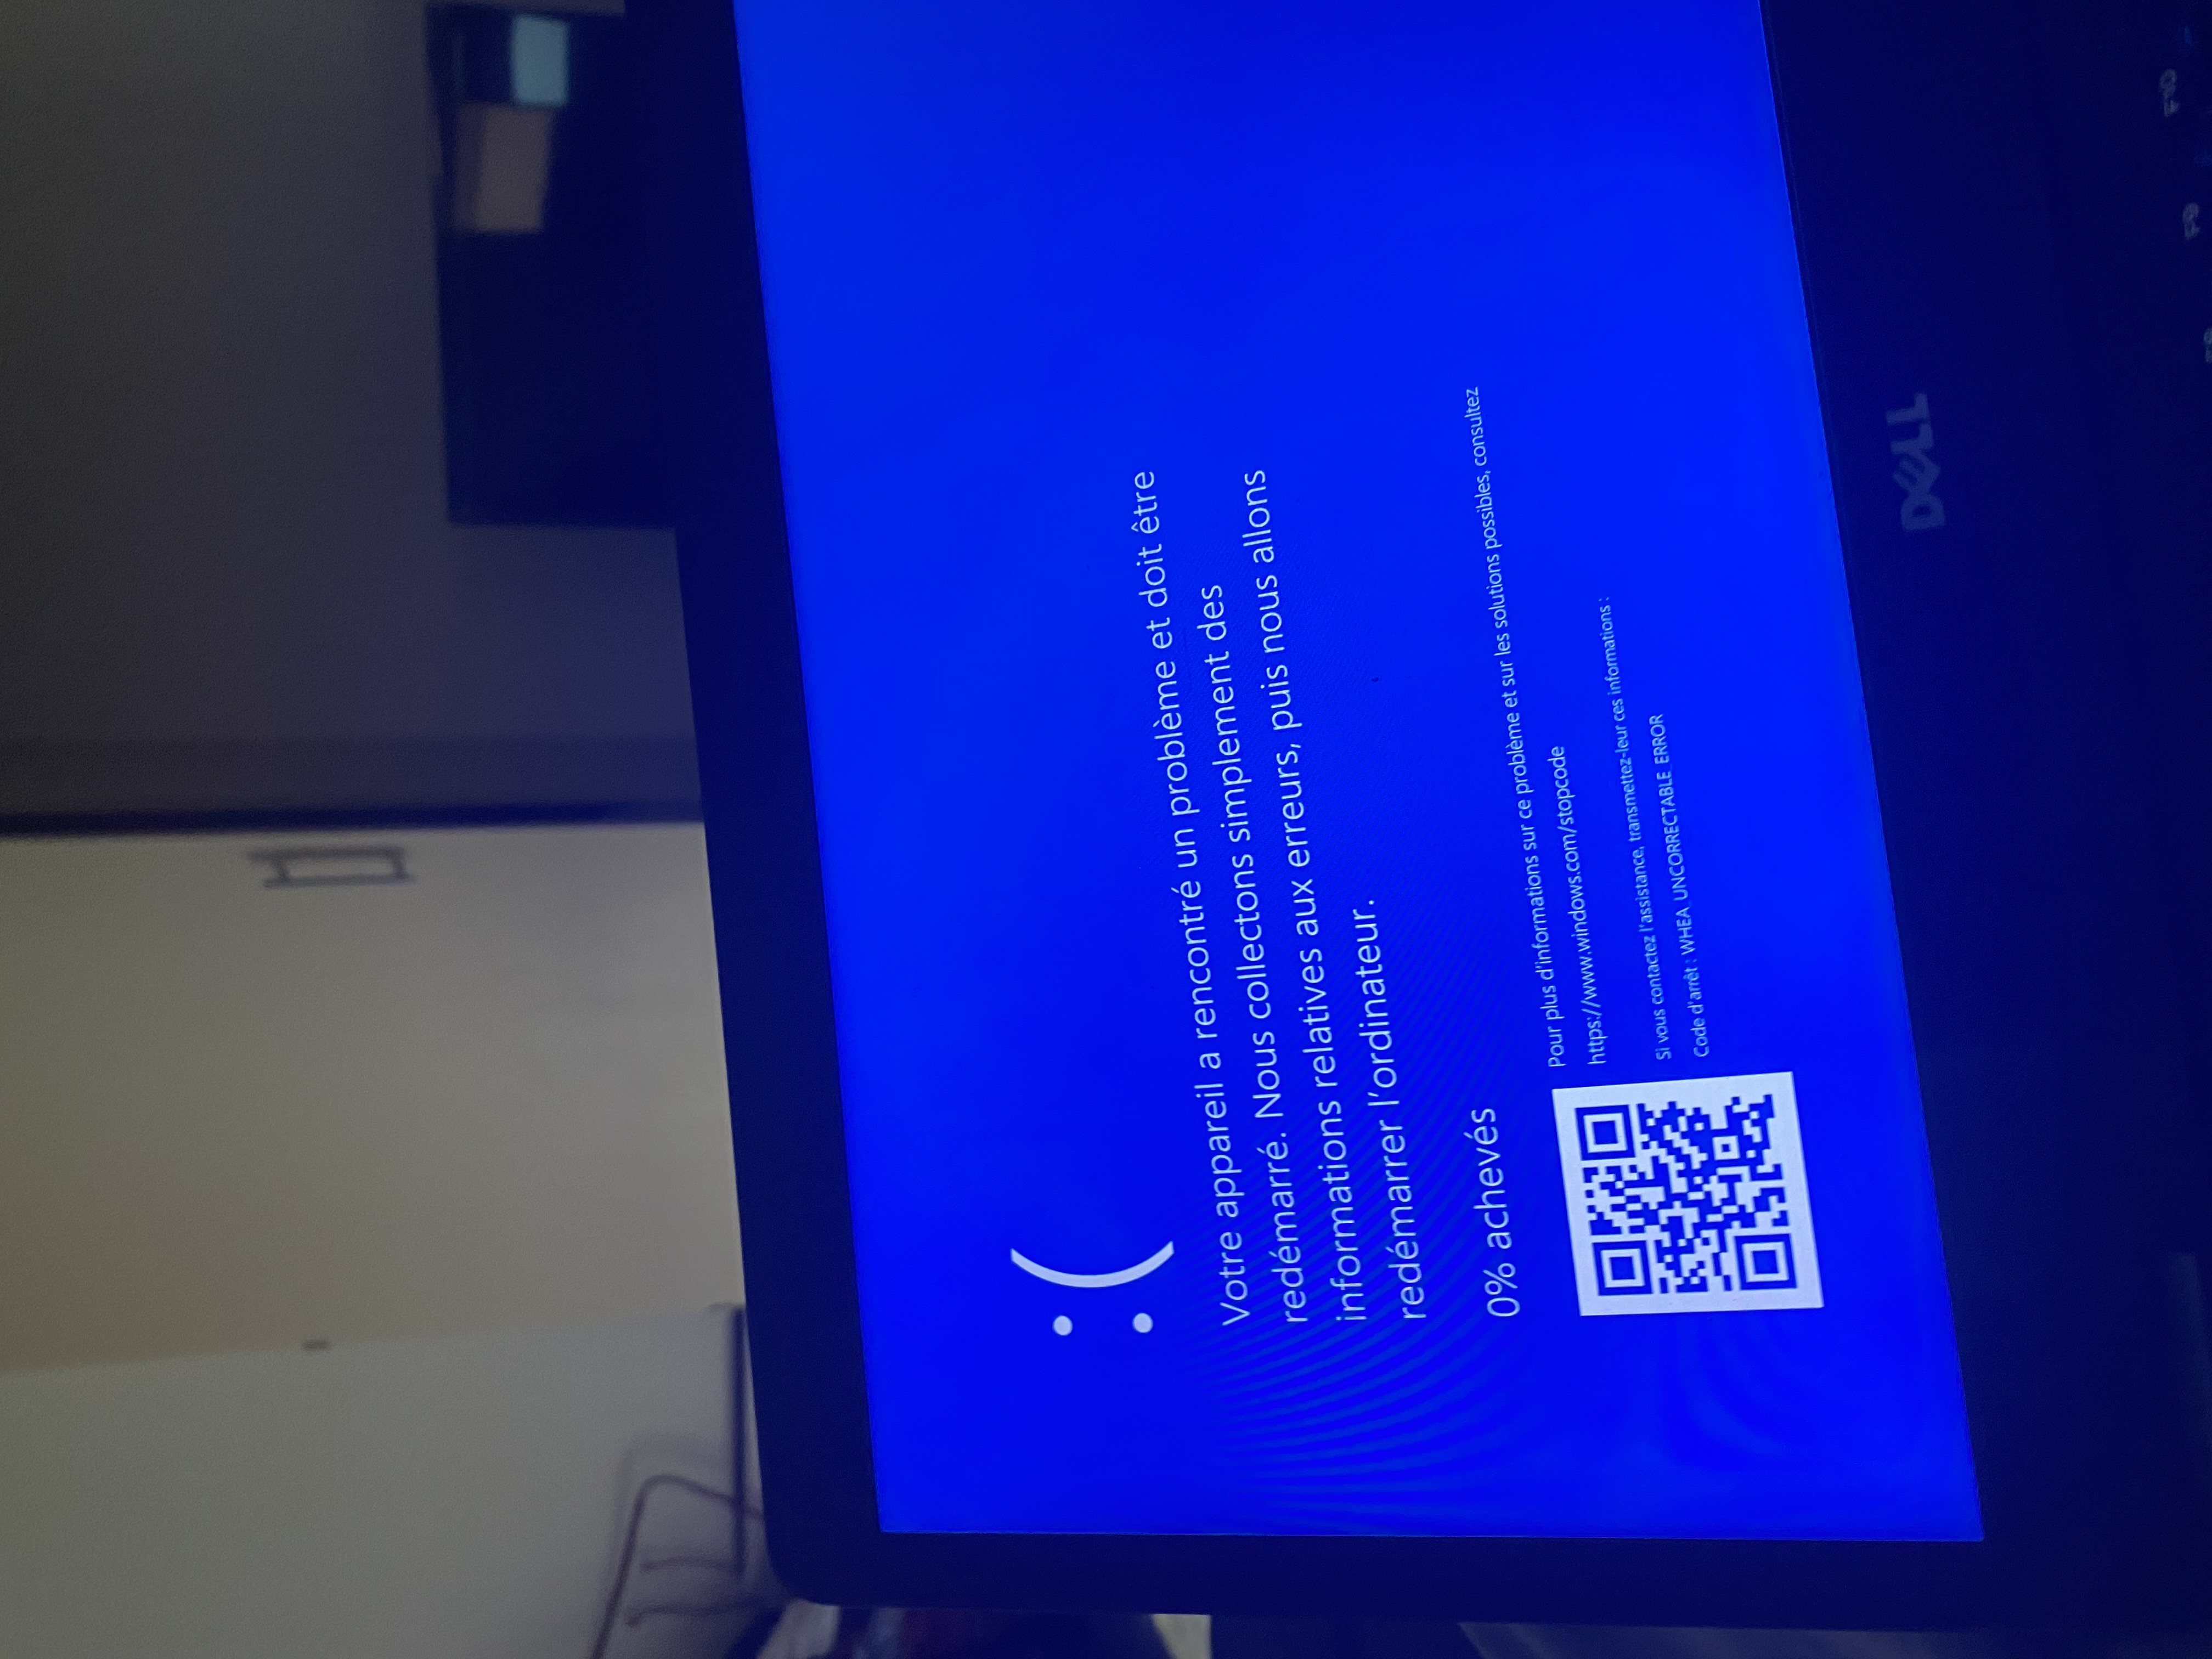 :(
Votre appareil a rencontré un problème et doit être
redémarré. Nous collectons simplement des
informations relatives aux erreurs, puis nous allons
redémarrer l'ordinateur.
0% achevés
Pour plus d'informations sur ce problème et sur les solutions possibles, consultez
https://www.windows.com/stopcode
Si vous contactez l'assistance, transmettez-leur ces informations :
Code d'arrêt : WHEA_UNCORRECTABLE_ERROR
DELL
F9
F10